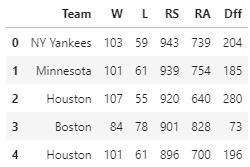 Team W L RS RA Dff
0 NY Yankees 103 59 943 739 204
1 Minnesota 101 61 939 754 185
2 Houston 107 55 920 640 280
3 Boston 84 78 901 828 73
4 Houston 101 61 896 700 196